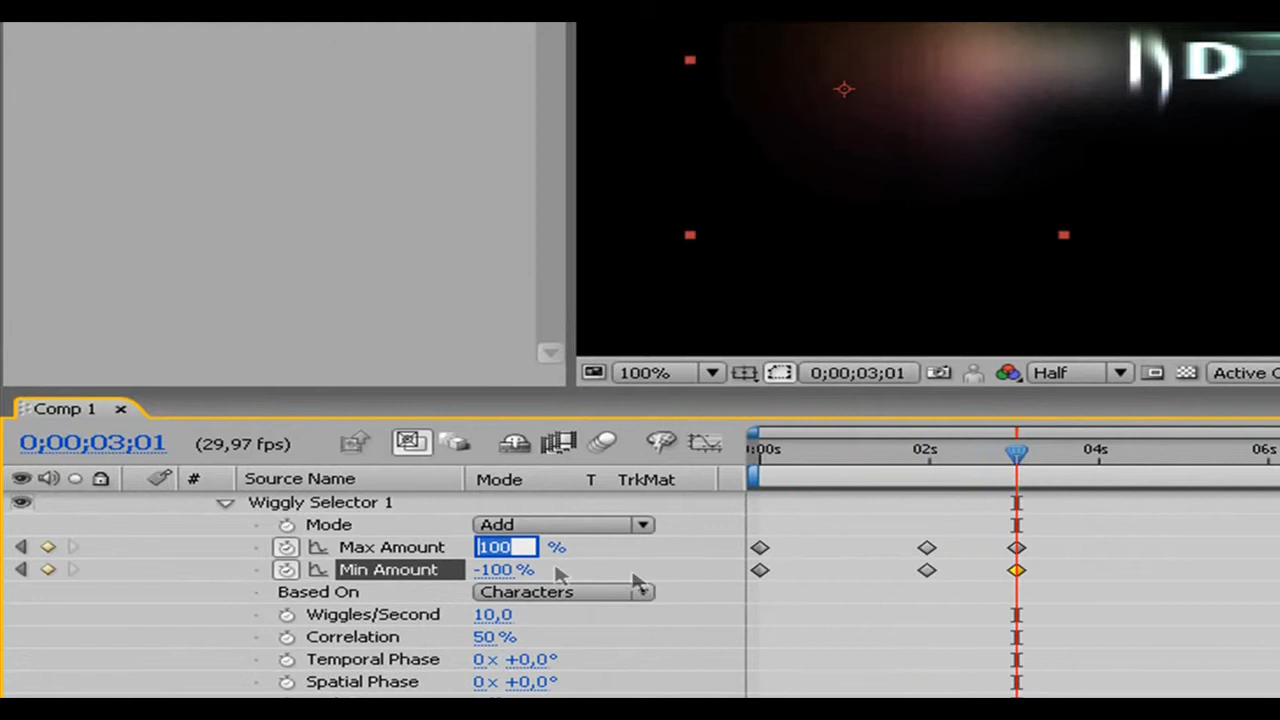 D
100%
0;00;03;01
Half
Active C
Comp 1
0;00;03;01
(29,97 fps)
:00s
02s
04s
06s
#
Source Name
Mode
T
TrkMat
Wiggly Selector 1
Mode
Add
Max Amount
100 %
Min Amount
-100 %
Based On
Characters
Wiggles/Second
10,0
Correlation
50 %
Temporal Phase
0 x +0,0°
Spatial Phase
0 x +0,0°